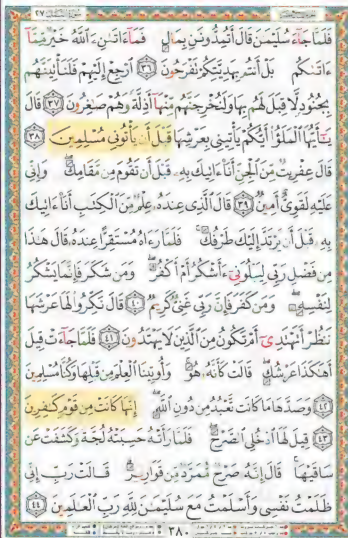 سورة النمل ٢٧
فَلَمَّا جَآءَ سُلَيْمَٰنَ قَالَ أَتُمِدُّونَنِ بِمَالٍ فَمَآ ءَاتَىٰنِۦَ ٱللَّهُ خَيْرٌ مِّمَّآ
ءَاتَىٰكُم بَلْ أَنتُم بِهَدِيَّتِكُمْ تَفْرَحُونَ ﴿٣٦﴾ ٱرْجِعْ إِلَيْهِمْ فَلَنَأْتِيَنَّهُم
بِجُنُودٍ لَّا قِبَلَ لَهُم بِهَا وَلَنُخْرِجَنَّهُم مِّنْهَآ أَذِلَّةً وَهُمْ صَٰغِرُونَ ﴿٣٧﴾ قَالَ
يَٰٓأَيُّهَا ٱلْمَلَؤُا۟ أَيُّكُمْ يَأْتِينِى بِعَرْشِهَا قَبْلَ أَن يَأْتُونِى مُسْلِمِينَ ﴿٣٨﴾
قَالَ عِفْرِيتٌ مِّنَ ٱلْجِنِّ أَنَا۠ ءَاتِيكَ بِهِۦ قَبْلَ أَن تَقُومَ مِن مَّقَامِكَ ۖ وَإِنِّى
عَلَيْهِ لَقَوِىٌّ أَمِينٌ ﴿٣٩﴾ قَالَ ٱلَّذِى عِندَهُۥ عِلْمٌ مِّنَ ٱلْكِتَٰبِ أَنَا۠ ءَاتِيكَ
بِهِۦ قَبْلَ أَن يَرْتَدَّ إِلَيْكَ طَرْفُكَ ۚ فَلَمَّا رَءَاهُ مُسْتَقِرًّا عِندَهُۥ قَالَ هَٰذَا
مِن فَضْلِ رَبِّى لِيَبْلُوَنِىٓ ءَأَشْكُرُ أَمْ أَكْفُرُ ۖ وَمَن شَكَرَ فَإِنَّمَا يَشْكُرُ
لِنَفْسِهِۦ ۖ وَمَن كَفَرَ فَإِنَّ رَبِّى غَنِىٌّ كَرِيمٌ ﴿٤٠﴾ قَالَ نَكِّرُوا۟ لَهَا عَرْشَهَا
نَنظُرْ أَتَهْتَدِىٓ أَمْ تَكُونُ مِنَ ٱلَّذِينَ لَا يَهْتَدُونَ ﴿٤١﴾ فَلَمَّا جَآءَتْ قِيلَ
أَهَٰكَذَا عَرْشُكِ ۖ قَالَتْ كَأَنَّهُۥ هُوَ ۚ وَأُوتِينَا ٱلْعِلْمَ مِن قَبْلِهَا وَكُنَّا مُسْلِمِينَ
﴿٤٢﴾ وَصَدَّهَا مَا كَانَت تَّعْبُدُ مِن دُونِ ٱللَّهِ ۖ إِنَّهَا كَانَتْ مِن قَوْمٍ كَٰفِرِينَ
﴿٤٣﴾ قِيلَ لَهَا ٱدْخُلِى ٱلصَّرْحَ ۖ فَلَمَّا رَأَتْهُ حَسِبَتْهُ لُجَّةً وَكَشَفَتْ عَن
سَاقَيْهَا ۚ قَالَ إِنَّهُۥ صَرْحٌ مُّمَرَّدٌ مِّن قَوَارِيرَ ۗ قَالَتْ رَبِّ إِنِّى
ظَلَمْتُ نَفْسِى وَأَسْلَمْتُ مَعَ سُلَيْمَٰنَ لِلَّهِ رَبِّ ٱلْعَٰلَمِينَ ﴿٤٤﴾
٣٨٠